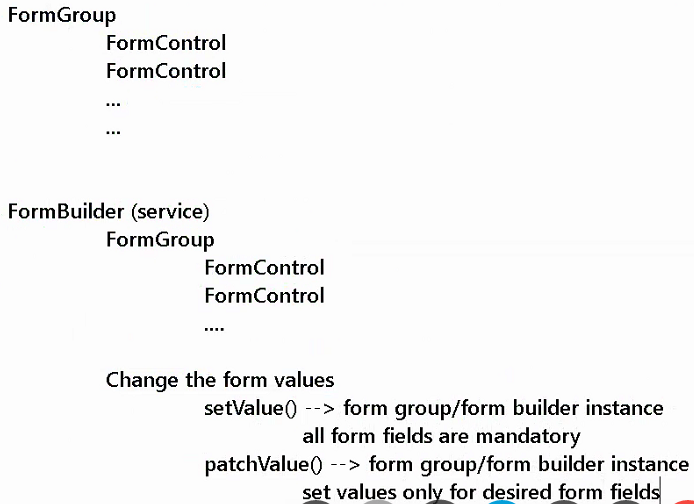 FormGroup
FormControl
FormControl
...
...
FormBuilder (service)
FormGroup
FormControl
FormControl
....
Change the form values
setValue() --> form group/form builder instance
all form fields are mandatory
patchValue() --> form group/form builder instance
set values only for desired form fields